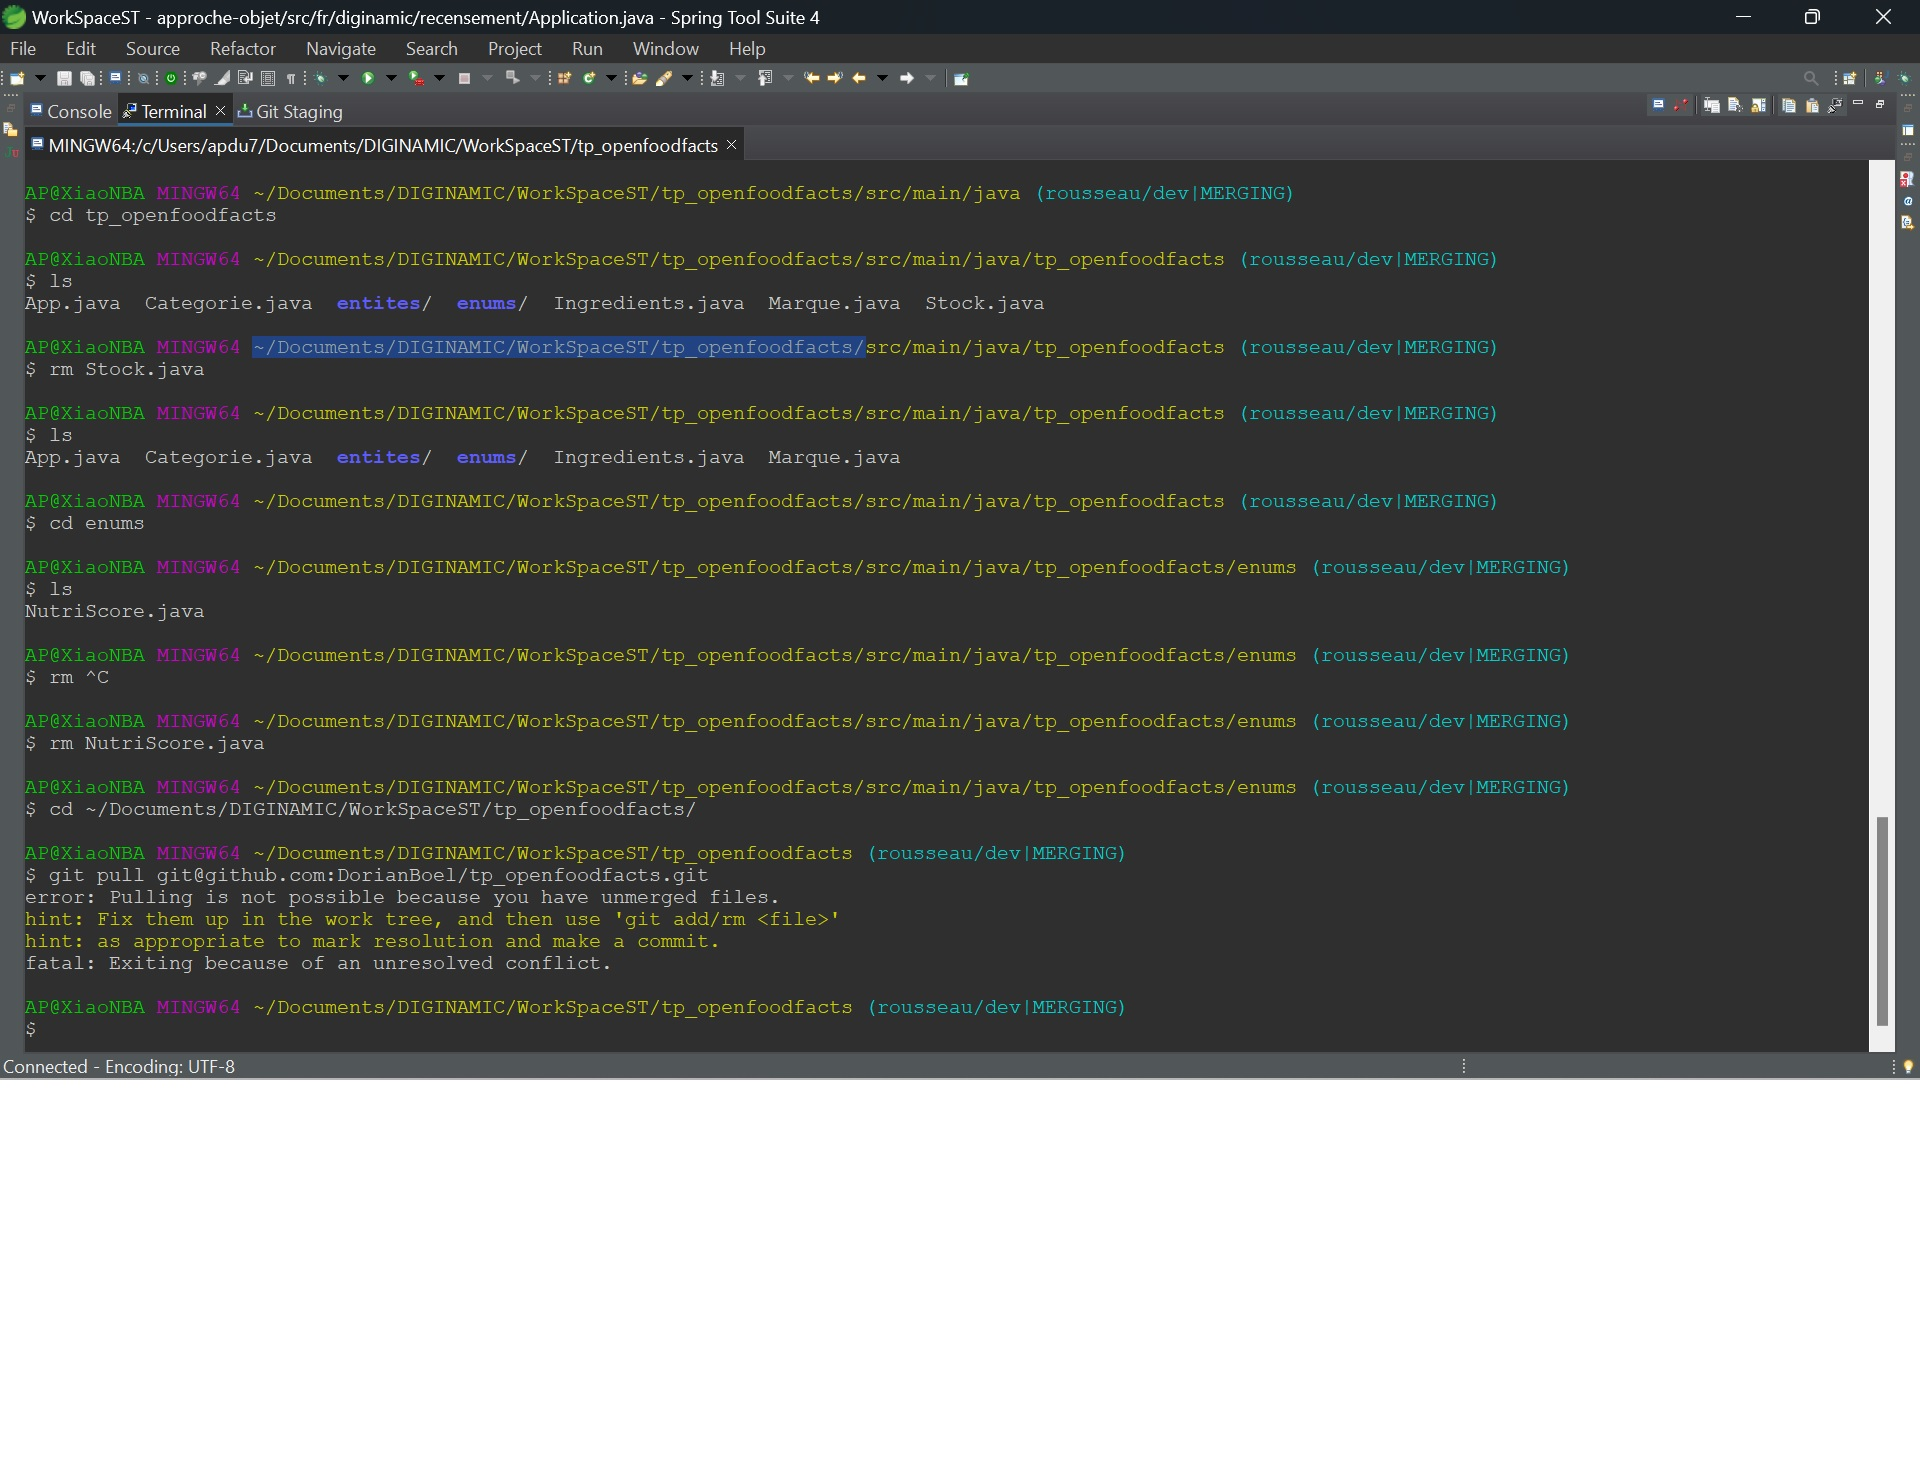 WorkSpaceST - approche-objet/src/fr/diginamic/recensement/Application.java - Spring Tool Suite 4
File Edit Source Refactor Navigate Search Project Run Window Help
Console Terminal Git Staging
MINGW64:/c/Users/apdu7/Documents/DIGINAMIC/WorkSpaceST/tp_openfoodfacts
AP@XiaoNBA MINGW64 ~/Documents/DIGINAMIC/WorkSpaceST/tp_openfoodfacts/src/main/java (rousseau/dev|MERGING)
$ cd tp_openfoodfacts
AP@XiaoNBA MINGW64 ~/Documents/DIGINAMIC/WorkSpaceST/tp_openfoodfacts/src/main/java/tp_openfoodfacts (rousseau/dev|MERGING)
$ ls
App.java Categorie.java entites/ enums/ Ingredients.java Marque.java Stock.java
AP@XiaoNBA MINGW64 ~/Documents/DIGINAMIC/WorkSpaceST/tp_openfoodfacts/src/main/java/tp_openfoodfacts (rousseau/dev|MERGING)
$ rm Stock.java
AP@XiaoNBA MINGW64 ~/Documents/DIGINAMIC/WorkSpaceST/tp_openfoodfacts/src/main/java/tp_openfoodfacts (rousseau/dev|MERGING)
$ ls
App.java Categorie.java entites/ enums/ Ingredients.java Marque.java
AP@XiaoNBA MINGW64 ~/Documents/DIGINAMIC/WorkSpaceST/tp_openfoodfacts/src/main/java/tp_openfoodfacts (rousseau/dev|MERGING)
$ cd enums
AP@XiaoNBA MINGW64 ~/Documents/DIGINAMIC/WorkSpaceST/tp_openfoodfacts/src/main/java/tp_openfoodfacts/enums (rousseau/dev|MERGING)
$ ls
NutriScore.java
AP@XiaoNBA MINGW64 ~/Documents/DIGINAMIC/WorkSpaceST/tp_openfoodfacts/src/main/java/tp_openfoodfacts/enums (rousseau/dev|MERGING)
$ rm ^C
AP@XiaoNBA MINGW64 ~/Documents/DIGINAMIC/WorkSpaceST/tp_openfoodfacts/src/main/java/tp_openfoodfacts/enums (rousseau/dev|MERGING)
$ rm NutriScore.java
AP@XiaoNBA MINGW64 ~/Documents/DIGINAMIC/WorkSpaceST/tp_openfoodfacts/src/main/java/tp_openfoodfacts/enums (rousseau/dev|MERGING)
$ cd ~/Documents/DIGINAMIC/WorkSpaceST/tp_openfoodfacts/
AP@XiaoNBA MINGW64 ~/Documents/DIGINAMIC/WorkSpaceST/tp_openfoodfacts (rousseau/dev|MERGING)
$ git pull git@github.com:DorianBoel/tp_openfoodfacts.git
error: Pulling is not possible because you have unmerged files.
hint: Fix them up in the work tree, and then use 'git add/rm <file>'
hint: as appropriate to mark resolution and make a commit.
fatal: Exiting because of an unresolved conflict.
AP@XiaoNBA MINGW64 ~/Documents/DIGINAMIC/WorkSpaceST/tp_openfoodfacts (rousseau/dev|MERGING)
$
Connected - Encoding: UTF-8